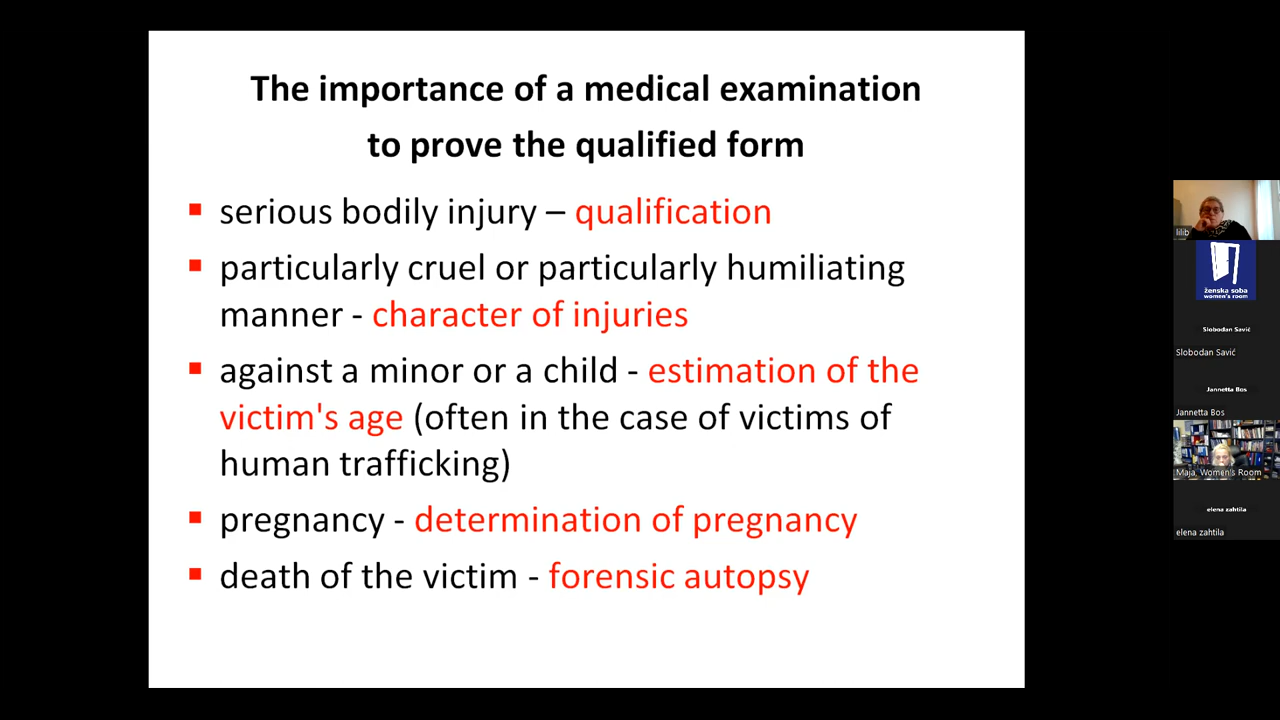 The importance of a medical examination
to prove the qualified form
▪ serious bodily injury – qualification
▪ particularly cruel or particularly humiliating
manner - character of injuries
▪ against a minor or a child - estimation of the
victim's age (often in the case of victims of
human trafficking)
▪ pregnancy - determination of pregnancy
▪ death of the victim - forensic autopsy
lilib
ženska soba
women's room
Slobodan Savić
Slobodan Savić
Jannetta Bos
Jannetta Bos
Maja, Women's Room
elena zahtila
elena zahtila